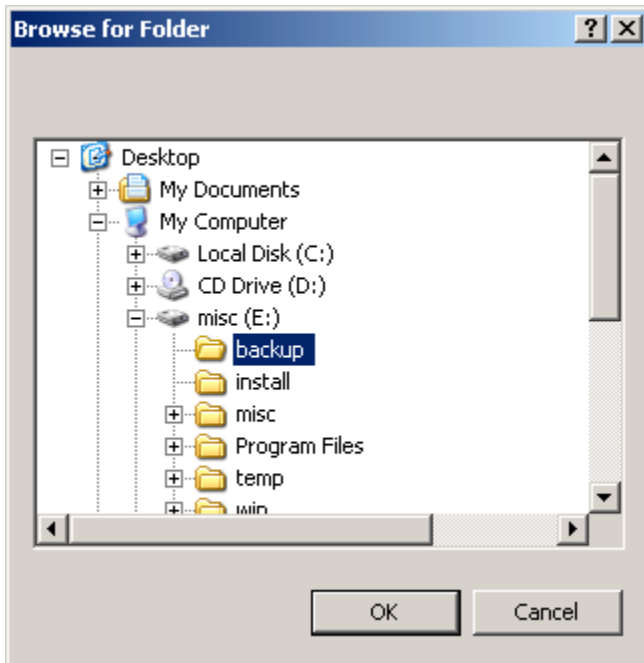 Browse for Folder
Desktop
My Documents
My Computer
Local Disk (C:)
CD Drive (D:)
misc (E:)
backup
install
misc
Program Files
temp
win
OK
Cancel